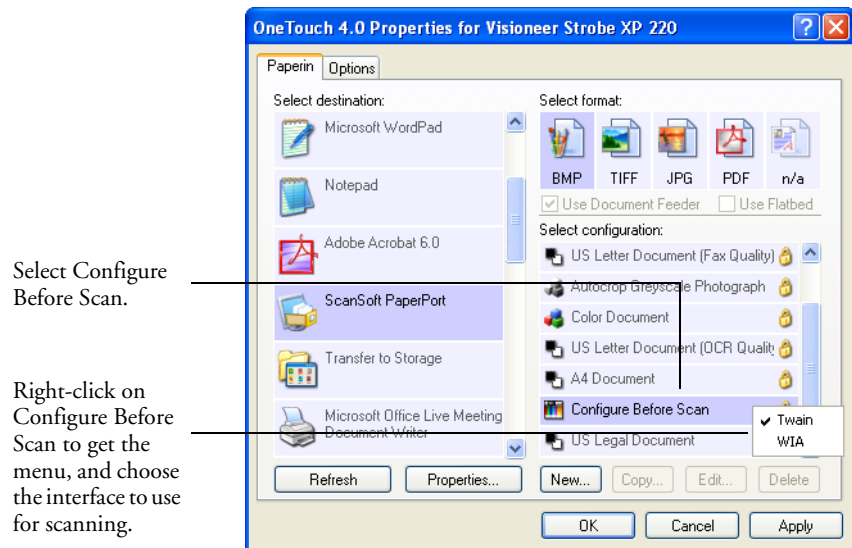 OneTouch 4.0 Properties for Visioneer Strobe XP 220
Paperin
Options
Select destination:
Microsoft WordPad
Notepad
Adobe Acrobat 6.0
ScanSoft PaperPort
Transfer to Storage
Microsoft Office Live Meeting
Document Writer
Refresh
Properties...
Select format:
BMP
TIFF
JPG
PDF
n/a
Use Document Feeder
Use Flatbed
Select configuration:
US Letter Document (Fax Quality)
Autocrop Greyscale Photograph
Color Document
US Letter Document (OCR Quality
A4 Document
Configure Before Scan
US Legal Document
Twain
WIA
New...
Copy...
Edit...
Delete
OK
Cancel
Apply
Select Configure
Before Scan.
Right-click on
Configure Before
Scan to get the
menu, and choose
the interface to use
for scanning.